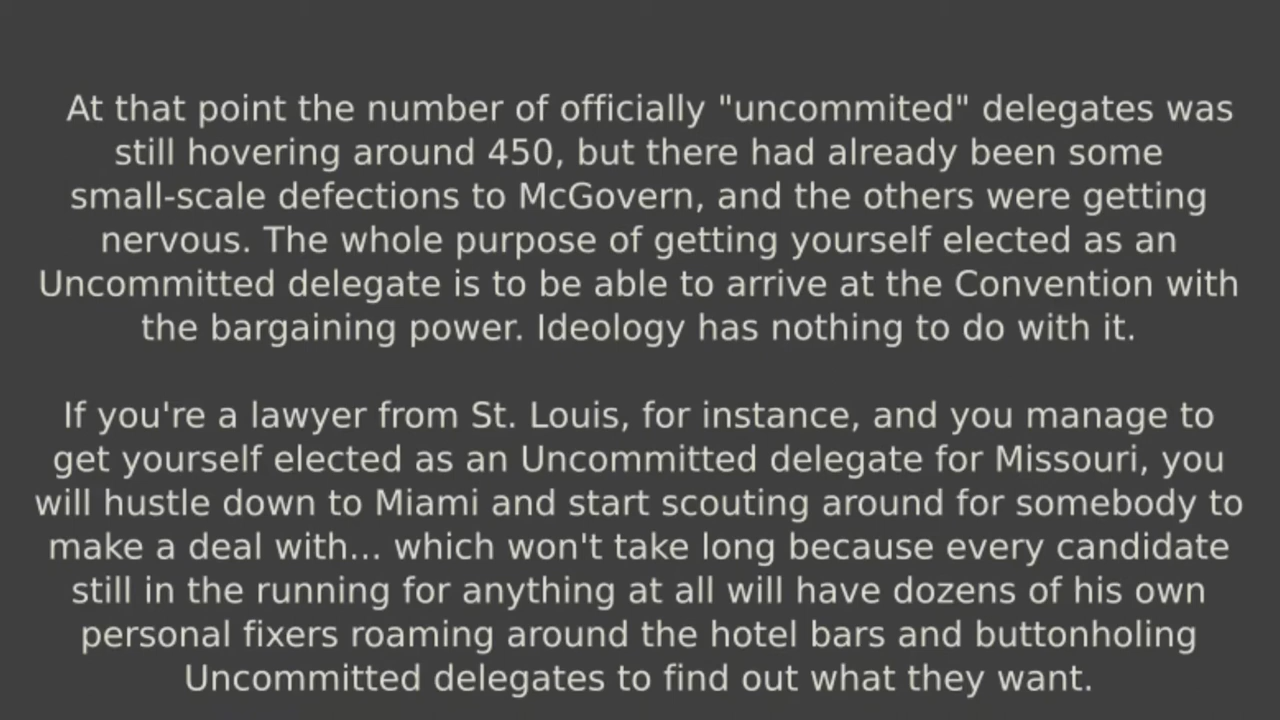 At that point the number of officially "uncommited" delegates was
still hovering around 450, but there had already been some
small-scale defections to McGovern, and the others were getting
nervous. The whole purpose of getting yourself elected as an
Uncommitted delegate is to be able to arrive at the Convention with
the bargaining power. Ideology has nothing to do with it.
If you're a lawyer from St. Louis, for instance, and you manage to
get yourself elected as an Uncommitted delegate for Missouri, you
will hustle down to Miami and start scouting around for somebody to
make a deal with... which won't take long because every candidate
still in the running for anything at all will have dozens of his own
personal fixers roaming around the hotel bars and buttonholing
Uncommitted delegates to find out what they want.